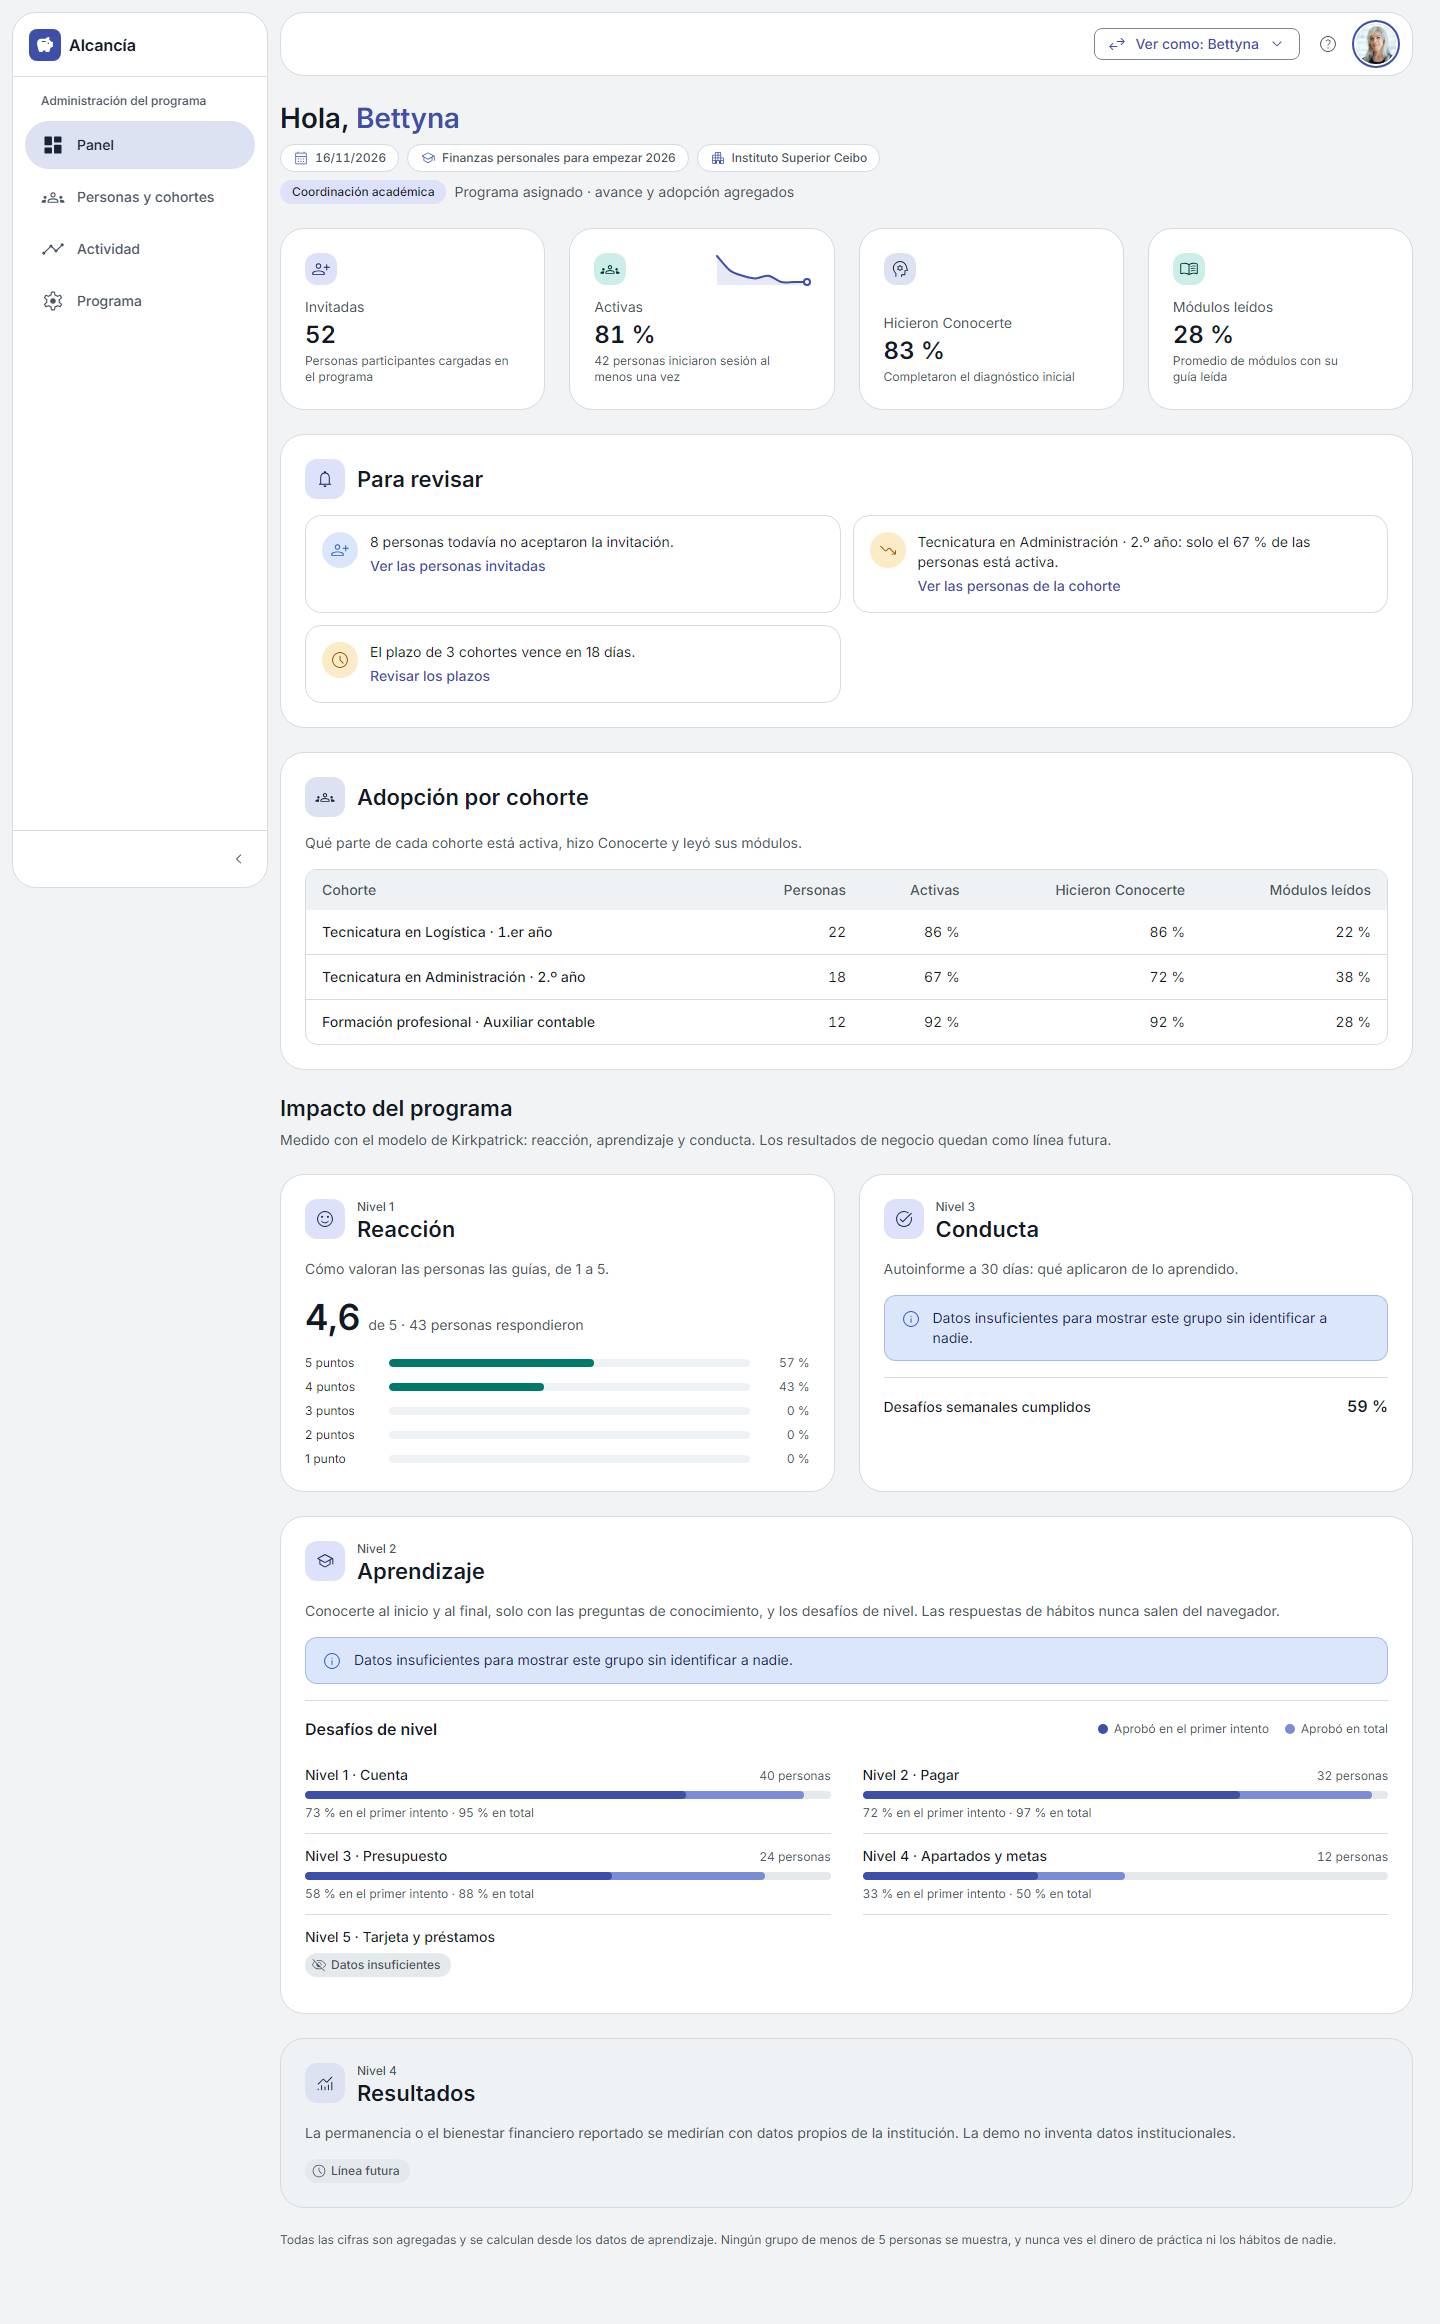 Alcancía
Administración del programa
Panel
Personas y cohortes
Actividad
Programa
Ver como: Bettyna
Hola, Bettyna
16/11/2026
Finanzas personales para empezar 2026
Instituto Superior Ceibo
Coordinación académica
Programa asignado · avance y adopción agregados
Invitadas
52
Personas participantes cargadas en
el programa
Activas
81 %
42 personas iniciaron sesión al
menos una vez
Hicieron Conocerte
83 %
Completaron el diagnóstico inicial
Módulos leídos
28 %
Promedio de módulos con su
guía leída
Para revisar
8 personas todavía no aceptaron la invitación.
Ver las personas invitadas
Tecnicatura en Administración · 2.º año: solo el 67 % de las
personas está activa.
Ver las personas de la cohorte
El plazo de 3 cohortes vence en 18 días.
Revisar los plazos
Adopción por cohorte
Qué parte de cada cohorte está activa, hizo Conocerte y leyó sus módulos.
Cohorte Personas Activas Hicieron Conocerte Módulos leídos
Tecnicatura en Logística · 1.er año 22 86 % 86 % 22 %
Tecnicatura en Administración · 2.º año 18 67 % 72 % 38 %
Formación profesional · Auxiliar contable 12 92 % 92 % 28 %
Impacto del programa
Medido con el modelo de Kirkpatrick: reacción, aprendizaje y conducta. Los resultados de negocio quedan como línea futura.
Nivel 1
Reacción
Cómo valoran las personas las guías, de 1 a 5.
4,6 de 5 · 43 personas respondieron
5 puntos 57 %
4 puntos 43 %
3 puntos 0 %
2 puntos 0 %
1 punto 0 %
Nivel 3
Conducta
Autoinforme a 30 días: qué aplicaron de lo aprendido.
Datos insuficientes para mostrar este grupo sin identificar a
nadie.
Desafíos semanales cumplidos 59 %
Nivel 2
Aprendizaje
Conocerte al inicio y al final, solo con las preguntas de conocimiento, y los desafíos de nivel. Las respuestas de hábitos nunca salen del navegador.
Datos insuficientes para mostrar este grupo sin identificar a nadie.
Desafíos de nivel
Aprobó en el primer intento Aprobó en total
Nivel 1 · Cuenta 40 personas
73 % en el primer intento · 95 % en total
Nivel 2 · Pagar 32 personas
72 % en el primer intento · 97 % en total
Nivel 3 · Presupuesto 24 personas
58 % en el primer intento · 88 % en total
Nivel 4 · Apartados y metas 12 personas
33 % en el primer intento · 50 % en total
Nivel 5 · Tarjeta y préstamos
Datos insuficientes
Nivel 4
Resultados
La permanencia o el bienestar financiero reportado se medirían con datos propios de la institución. La demo no inventa datos institucionales.
Línea futura
Todas las cifras son agregadas y se calculan desde los datos de aprendizaje. Ningún grupo de menos de 5 personas se muestra, y nunca ves el dinero de práctica ni los hábitos de nadie.